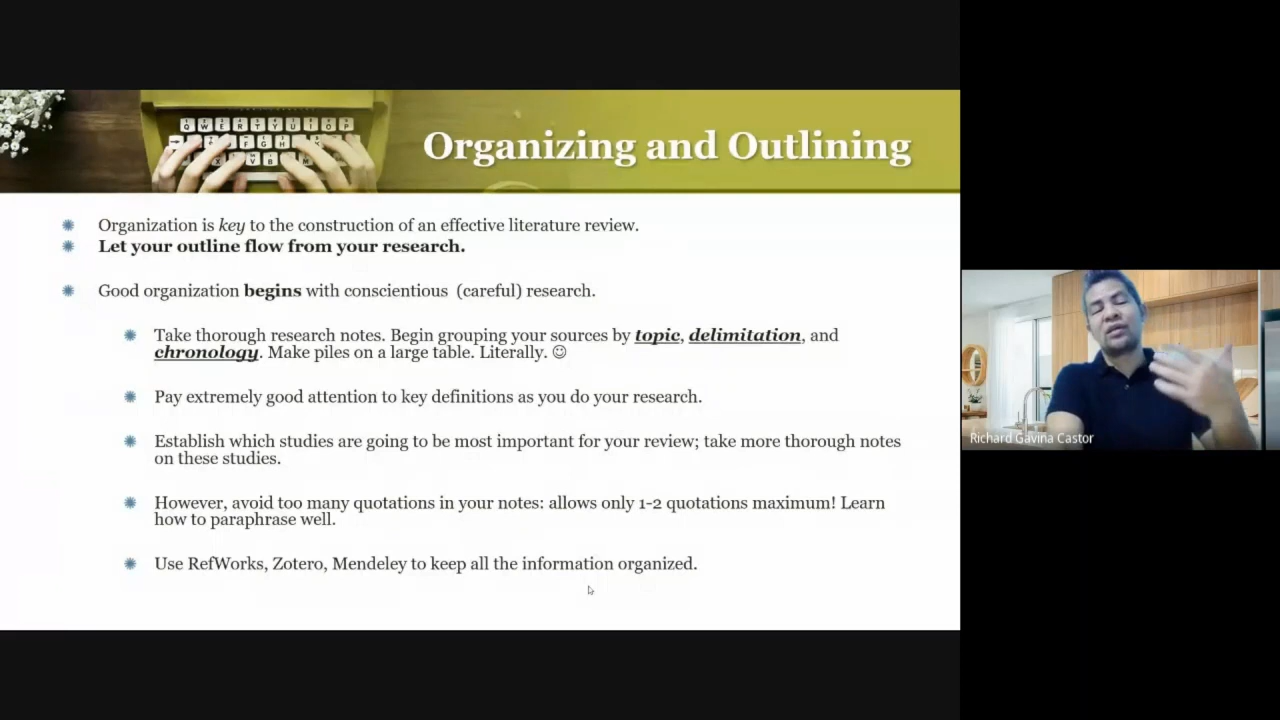 Organizing and Outlining
Organization is key to the construction of an effective literature review.
Let your outline flow from your research.
Good organization begins with conscientious (careful) research.
Take thorough research notes. Begin grouping your sources by topic, delimitation, and
chronology. Make piles on a large table. Literally. ☺
Pay extremely good attention to key definitions as you do your research.
Establish which studies are going to be most important for your review; take more thorough notes
on these studies.
However, avoid too many quotations in your notes: allows only 1-2 quotations maximum! Learn
how to paraphrase well.
Use RefWorks, Zotero, Mendeley to keep all the information organized.
Richard Gavina Castor